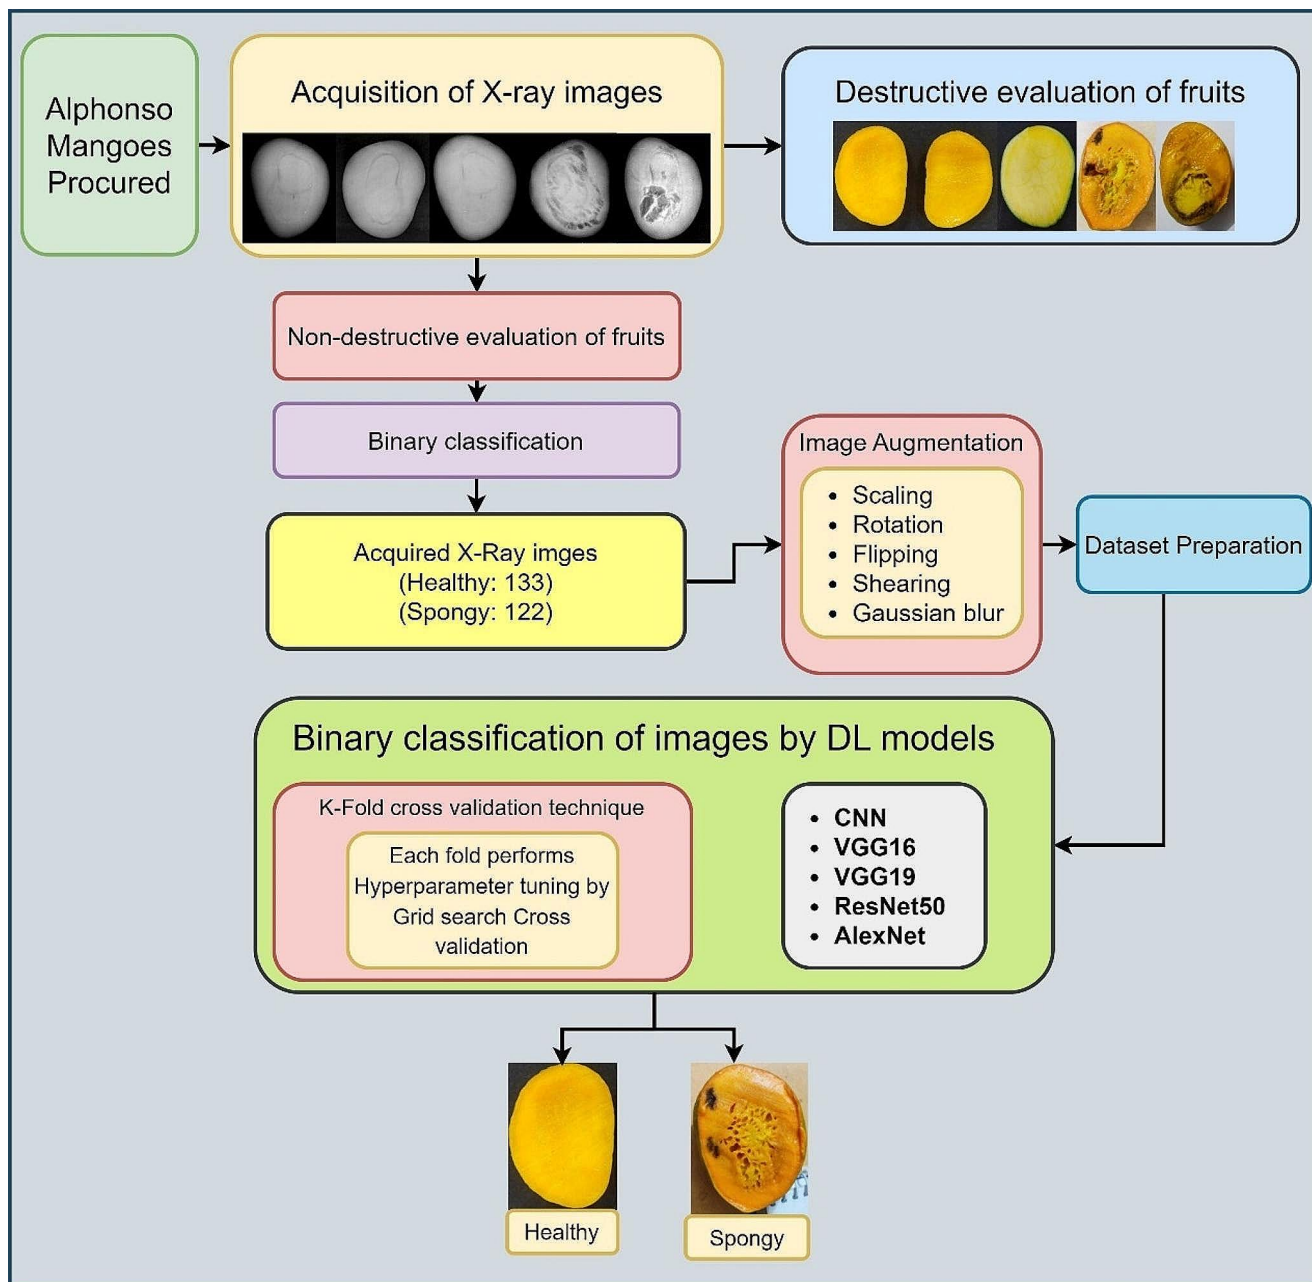 Alphonso
Mangoes
Procured
Acquisition of X-ray images
Destructive evaluation of fruits
Non-destructive evaluation of fruits
Binary classification
Acquired X-Ray imges
(Healthy: 133)
(Spongy: 122)
Image Augmentation
• Scaling
• Rotation
• Flipping
• Shearing
• Gaussian blur
Dataset Preparation
Binary classification of images by DL models
K-Fold cross validation technique
Each fold performs
Hyperparameter tuning by
Grid search Cross
validation
• CNN
• VGG16
• VGG19
• ResNet50
• AlexNet
Healthy
Spongy